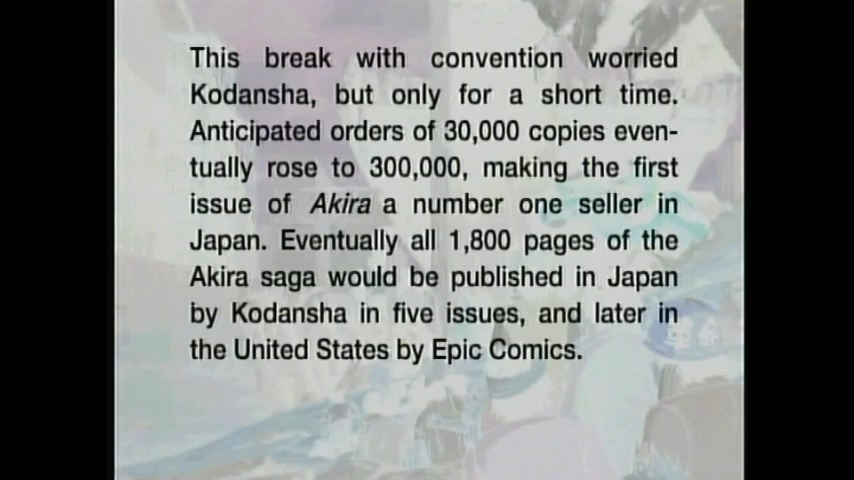 This break with convention worried
Kodansha, but only for a short time.
Anticipated orders of 30,000 copies even-
tually rose to 300,000, making the first
issue of Akira a number one seller in
Japan. Eventually all 1,800 pages of the
Akira saga would be published in Japan
by Kodansha in five issues, and later in
the United States by Epic Comics.